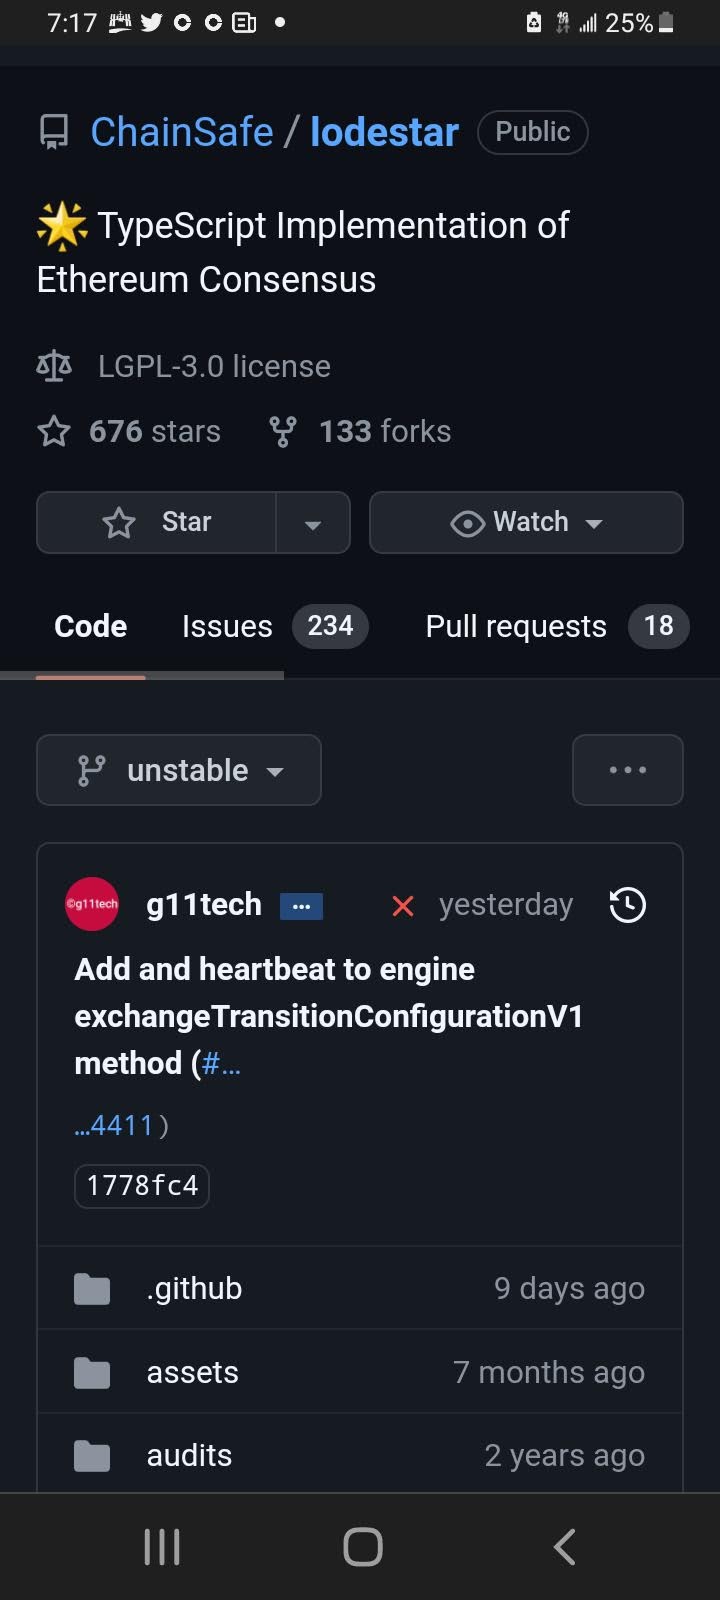 7:17 25%
ChainSafe / lodestar Public
TypeScript Implementation of
Ethereum Consensus
LGPL-3.0 license
676 stars 133 forks
Star Watch
Code Issues 234 Pull requests 18
unstable ...
©g11tech g11tech ... yesterday
Add and heartbeat to engine
exchangeTransitionConfigurationV1
method (#…
…4411)
1778fc4
.github 9 days ago
assets 7 months ago
audits 2 years ago